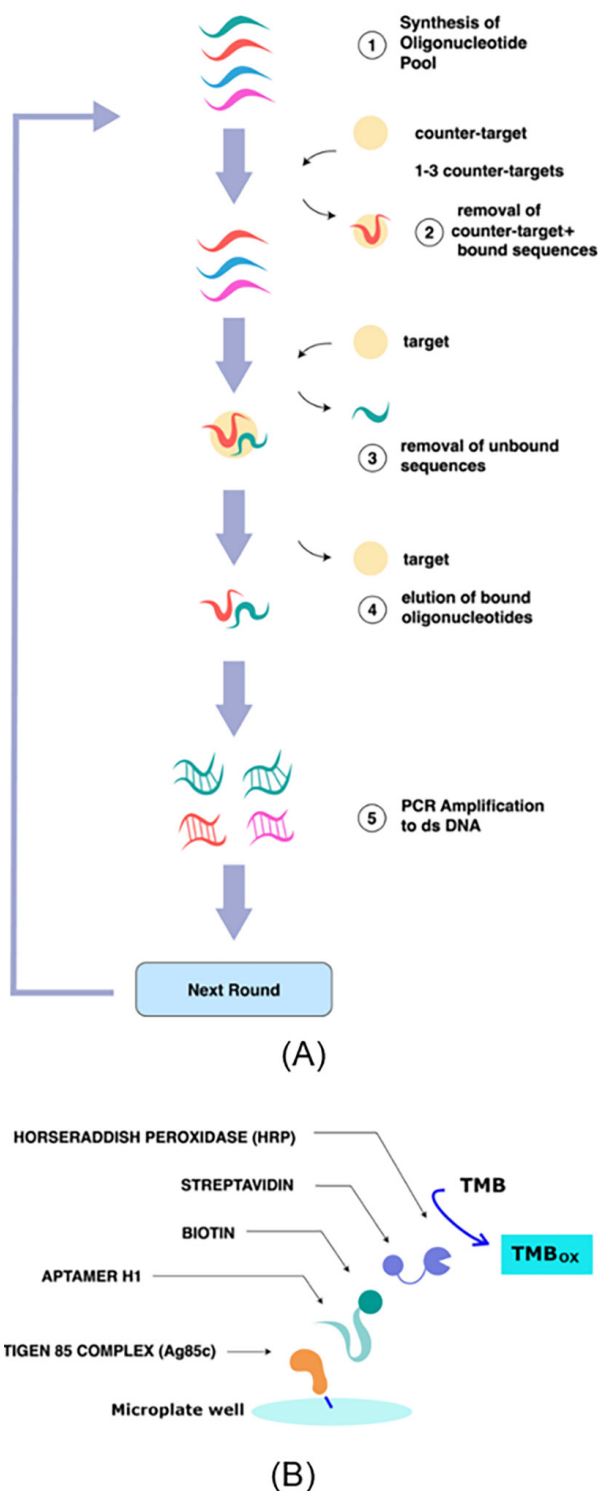 1
Synthesis of
Oligonucleotide
Pool
counter-target
1-3 counter-targets
2
removal of
counter-target+
bound sequences
target
3
removal of unbound
sequences
target
4
elution of bound
oligonucleotides
5
PCR Amplification
to ds DNA
Next Round
(A)
HORSERADDISH PEROXIDASE (HRP)
TMB
STREPTAVIDIN
BIOTIN
TMBOX
APTAMER H1
TIGEN 85 COMPLEX (Ag85c)
Microplate well
(B)